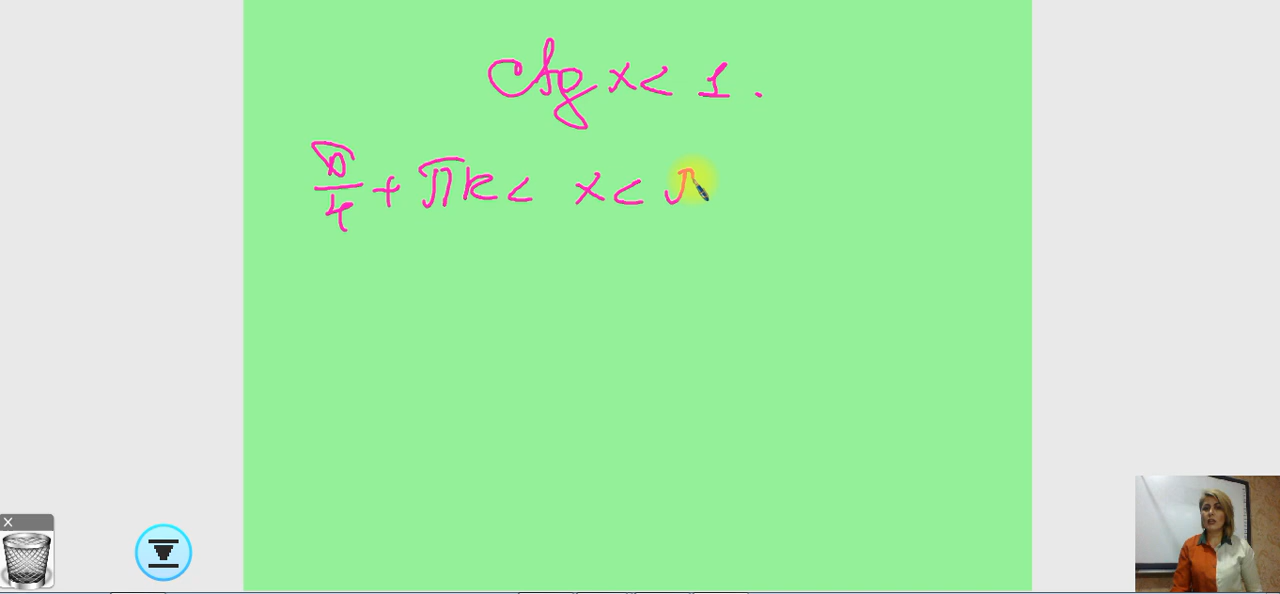 ctg x < 1.
π/4 + πk < x < π